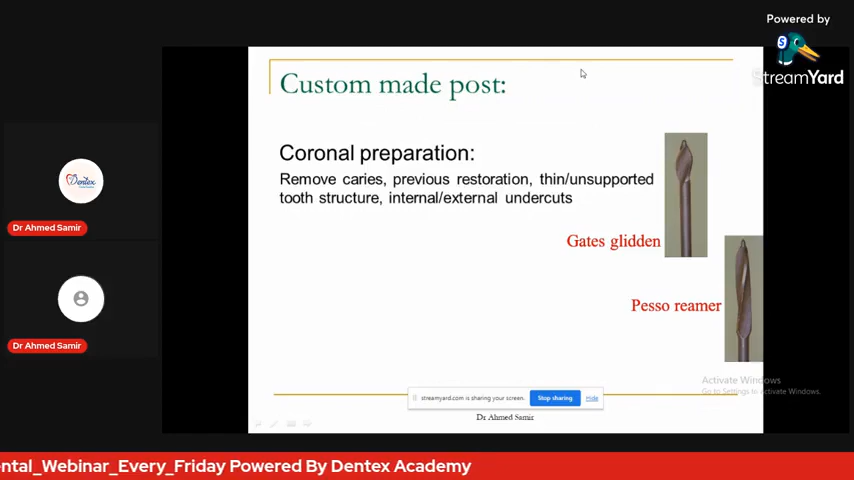 Powered by
StreamYard
Custom made post:
Coronal preparation:
Remove caries, previous restoration, thin/unsupported
tooth structure, internal/external undercuts
Gates glidden
Pesso reamer
Dentex
Dr Ahmed Samir
Dr Ahmed Samir
Activate Windows
Go to Settings to Activate Windows.
streamyard.com is sharing your screen.
Stop sharing
Hide
Dr Ahmed Samir
ental_Webinar_Every_Friday Powered By Dentex Academy